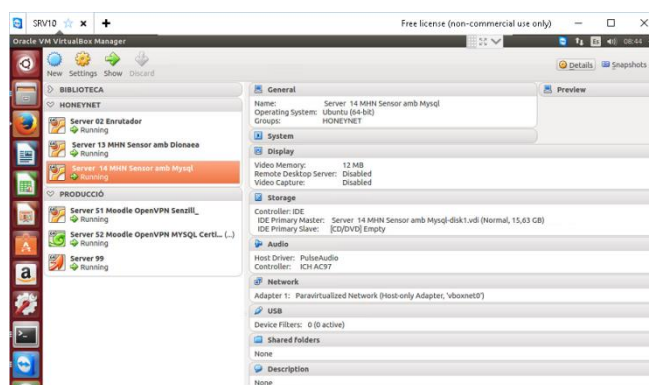 SRV10
Free license (non-commercial use only)
Oracle VM VirtualBox Manager
Es
08:44
New Settings Show Discard
Details
Snapshots
BIBLIOTECA
HONEYNET
Server 02 Enrutador
Running
Server 13 MHN Sensor amb Dionaea
Running
Server 14 MHN Sensor amb Mysql
Running
PRODUCCIÓ
Server 51 Moodle OpenVPN Senzill_
Running
Server 52 Moodle OpenVPN MYSQL Certi... (...)
Running
Server 99
Running
General
Name: Server 14 MHN Sensor amb Mysql
Operating System: Ubuntu (64-bit)
Groups: HONEYNET
System
Display
Video Memory: 12 MB
Remote Desktop Server: Disabled
Video Capture: Disabled
Storage
Controller: IDE
IDE Primary Master: Server 14 MHN Sensor amb Mysql-disk1.vdi (Normal, 15,63 GB)
IDE Primary Slave: [CD/DVD] Empty
Audio
Host Driver: PulseAudio
Controller: ICH AC97
Network
Adapter 1: Paravirtualized Network (Host-only Adapter, 'vboxnet0')
USB
Device Filters: 0 (0 active)
Shared folders
None
Description
None
Preview